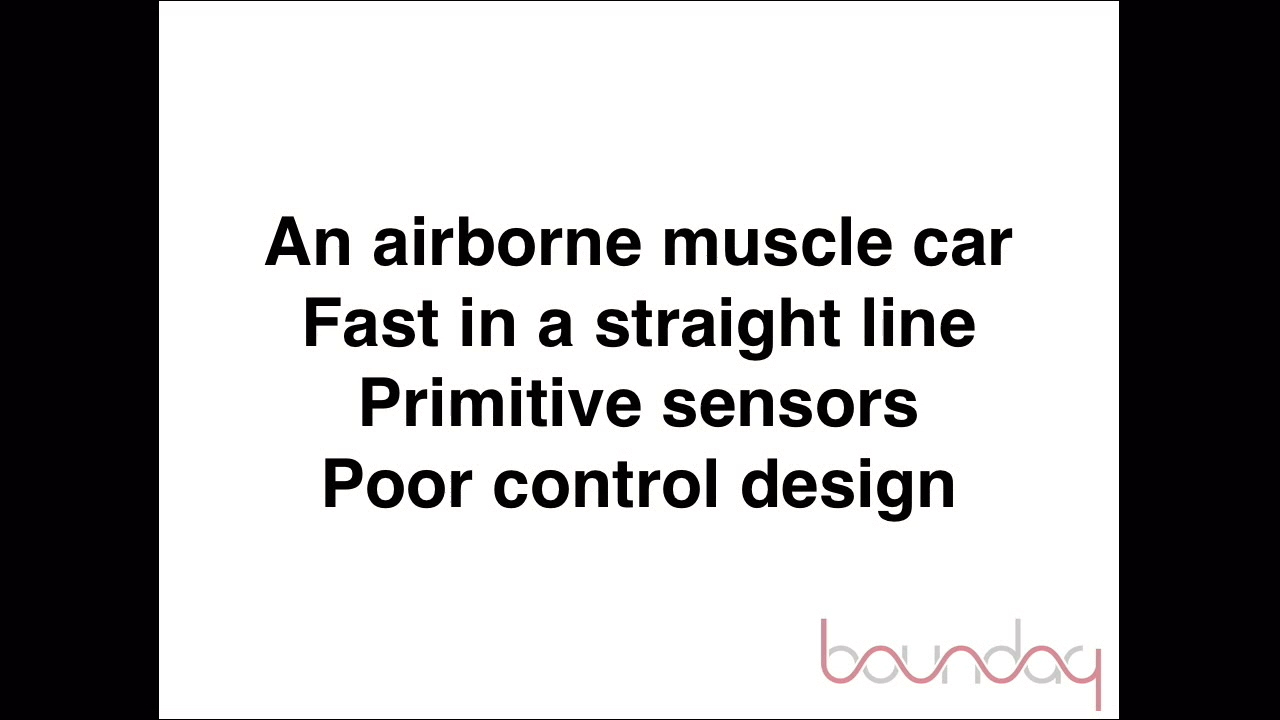 An airborne muscle car
Fast in a straight line
Primitive sensors
Poor control design
boundary